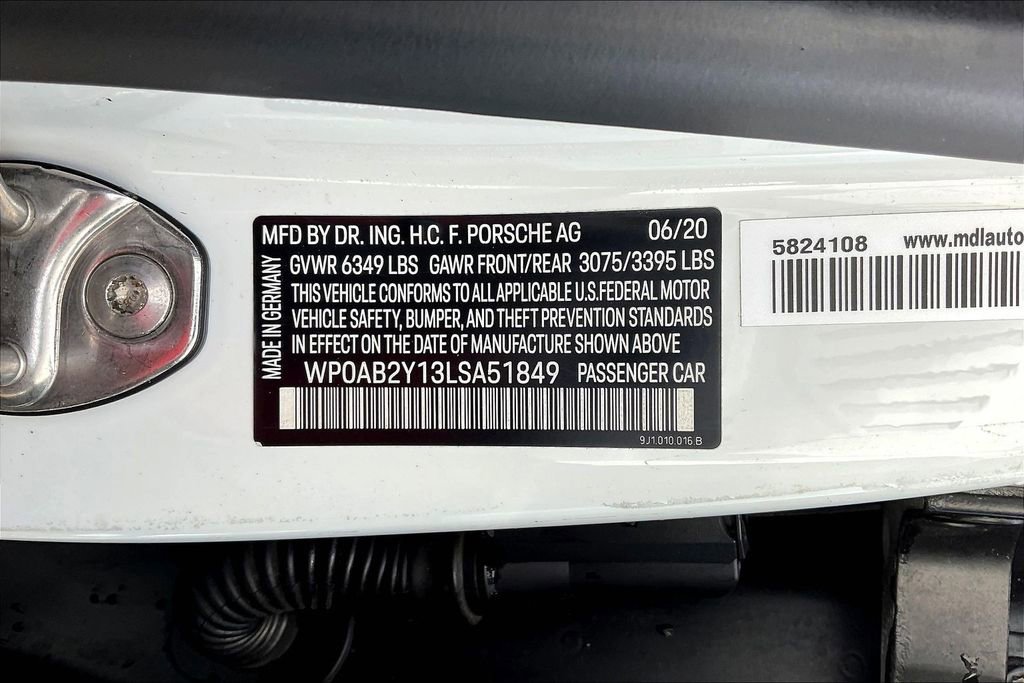 MFD BY DR. ING. H.C. F. PORSCHE AG 06/20
GVWR 6349 LBS GAWR FRONT/REAR 3075/3395 LBS
THIS VEHICLE CONFORMS TO ALL APPLICABLE U.S.FEDERAL MOTOR
VEHICLE SAFETY, BUMPER, AND THEFT PREVENTION STANDARDS
IN EFFECT ON THE DATE OF MANUFACTURE SHOWN ABOVE
WP0AB2Y13LSA51849 PASSENGER CAR
9J1.010.016.B
MADE IN GERMANY
5824108 www.mdlauto